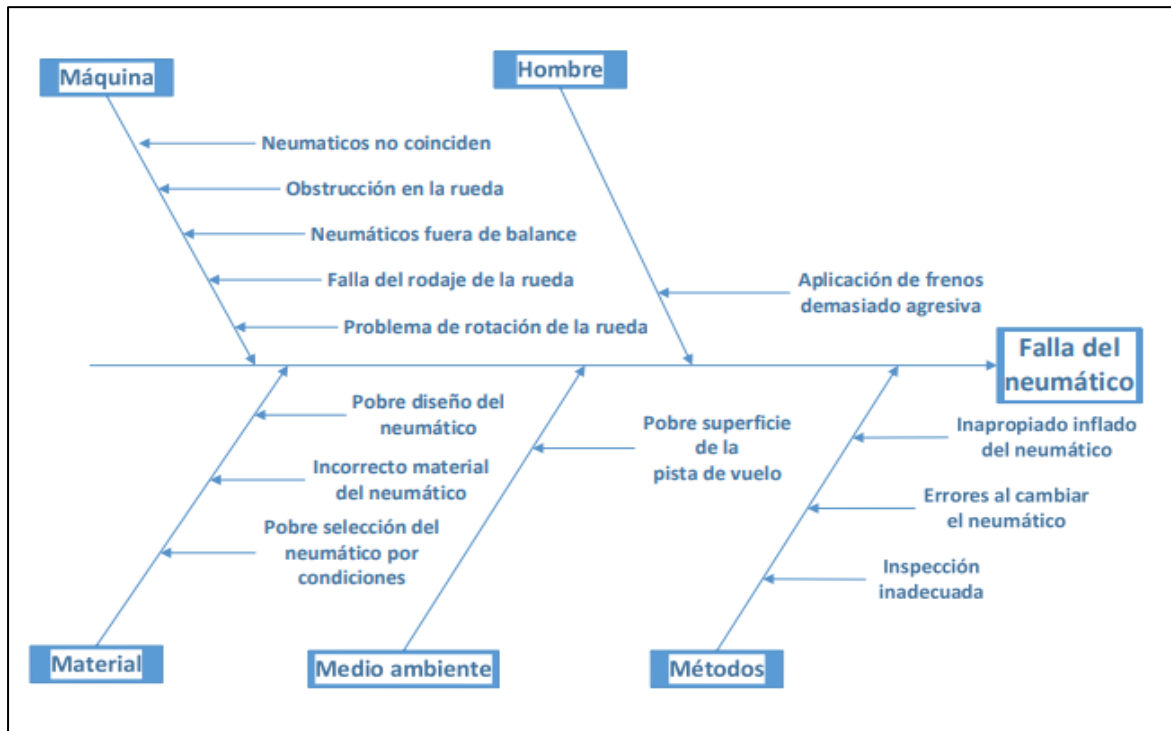 Máquina
Hombre
Neumaticos no coinciden
Obstrucción en la rueda
Neumáticos fuera de balance
Falla del rodaje de la rueda
Problema de rotación de la rueda
Aplicación de frenos
demasiado agresiva
Falla del
neumático
Pobre diseño del
neumático
Incorrecto material
del neumático
Pobre selección del
neumático por
condiciones
Pobre superficie
de la
pista de vuelo
Inapropiado inflado
del neumático
Errores al cambiar
el neumático
Inspección
inadecuada
Material
Medio ambiente
Métodos